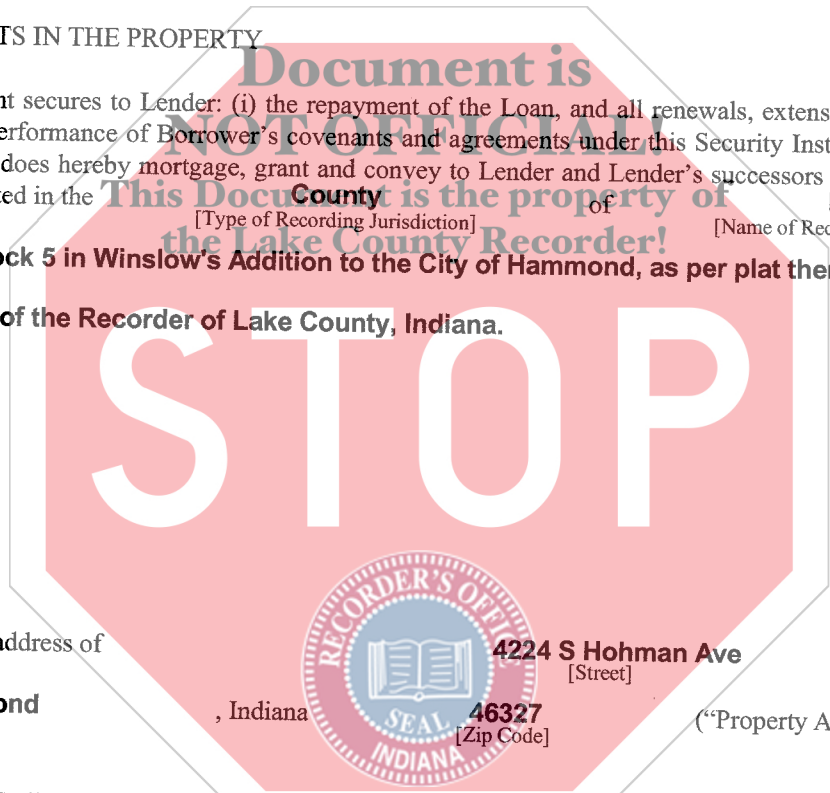 TS IN THE PROPERTY
Document is
nt secures to Lender: (i) the repayment of the Loan, and all renewals, extens
erformance of Borrower's covenants and agreements under this Security Inst
NOT OFFICIAL!
does hereby mortgage, grant and convey to Lender and Lender's successors
ted in the County of
This Document is the property of
[Type of Recording Jurisdiction] [Name of Rec
the Lake County Recorder!
ock 5 in Winslow's Addition to the City of Hammond, as per plat ther
of the Recorder of Lake County, Indiana.
STOP
RECORDER'S OFFICE
address of 4224 S Hohman Ave
[Street]
ond , Indiana 46327 ("Property A
SEAL
[Zip Code]
INDIANA